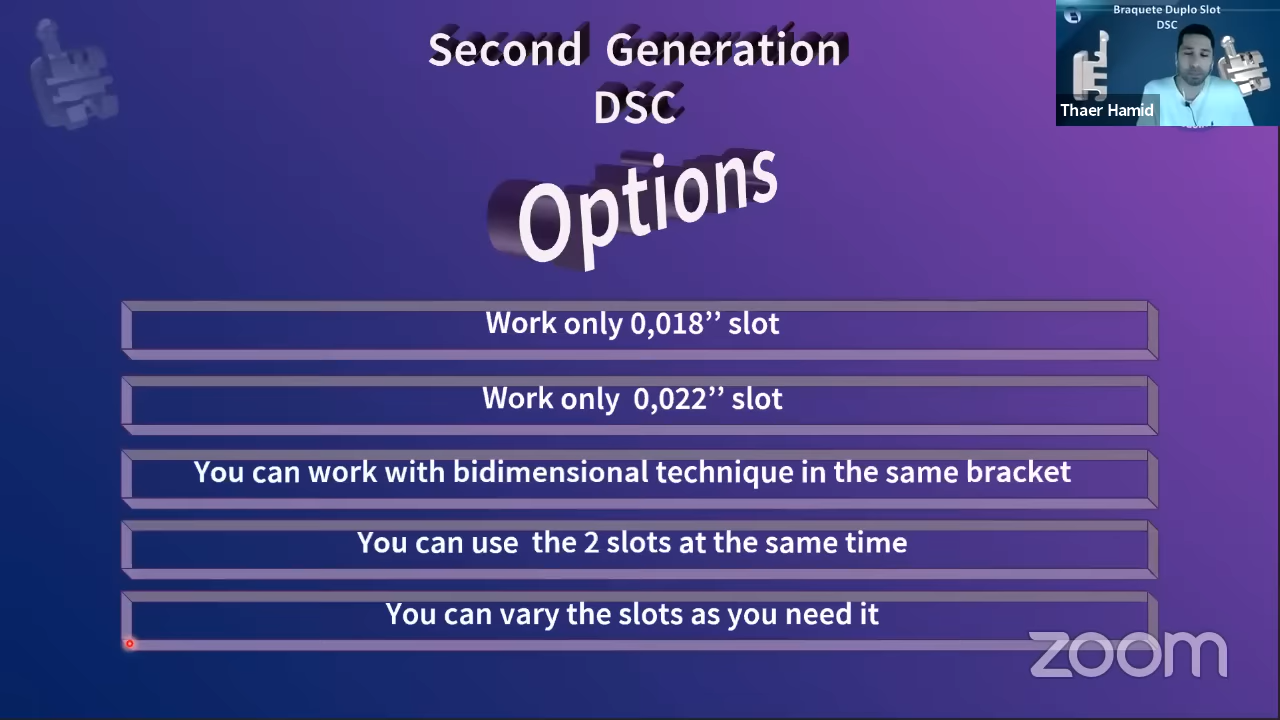 Second Generation
DSC
Options
Braquete Duplo Slot
DSC
Thaer Hamid
Work only 0,018’’ slot
Work only 0,022’’ slot
You can work with bidimensional technique in the same bracket
You can use the 2 slots at the same time
You can vary the slots as you need it
zoom